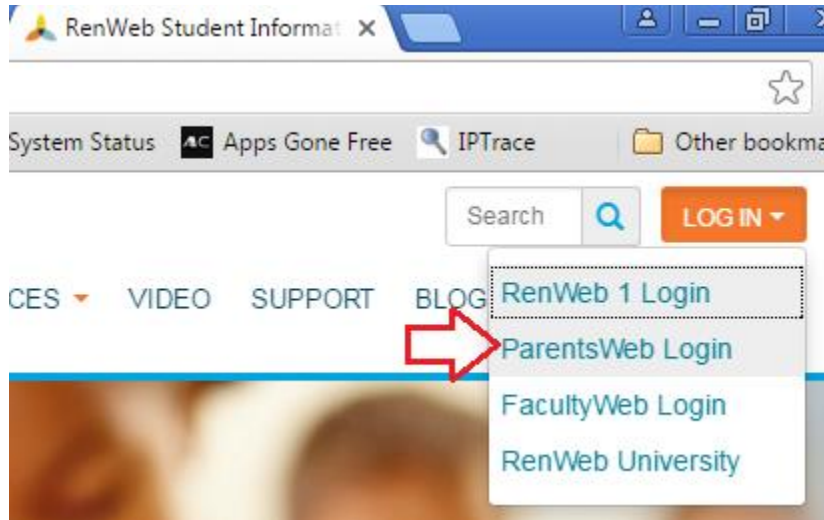 RenWeb Student Informat
System Status AC Apps Gone Free IPTrace Other bookma
Search LOG IN
CES VIDEO SUPPORT BLOG
RenWeb 1 Login
ParentsWeb Login
FacultyWeb Login
RenWeb University